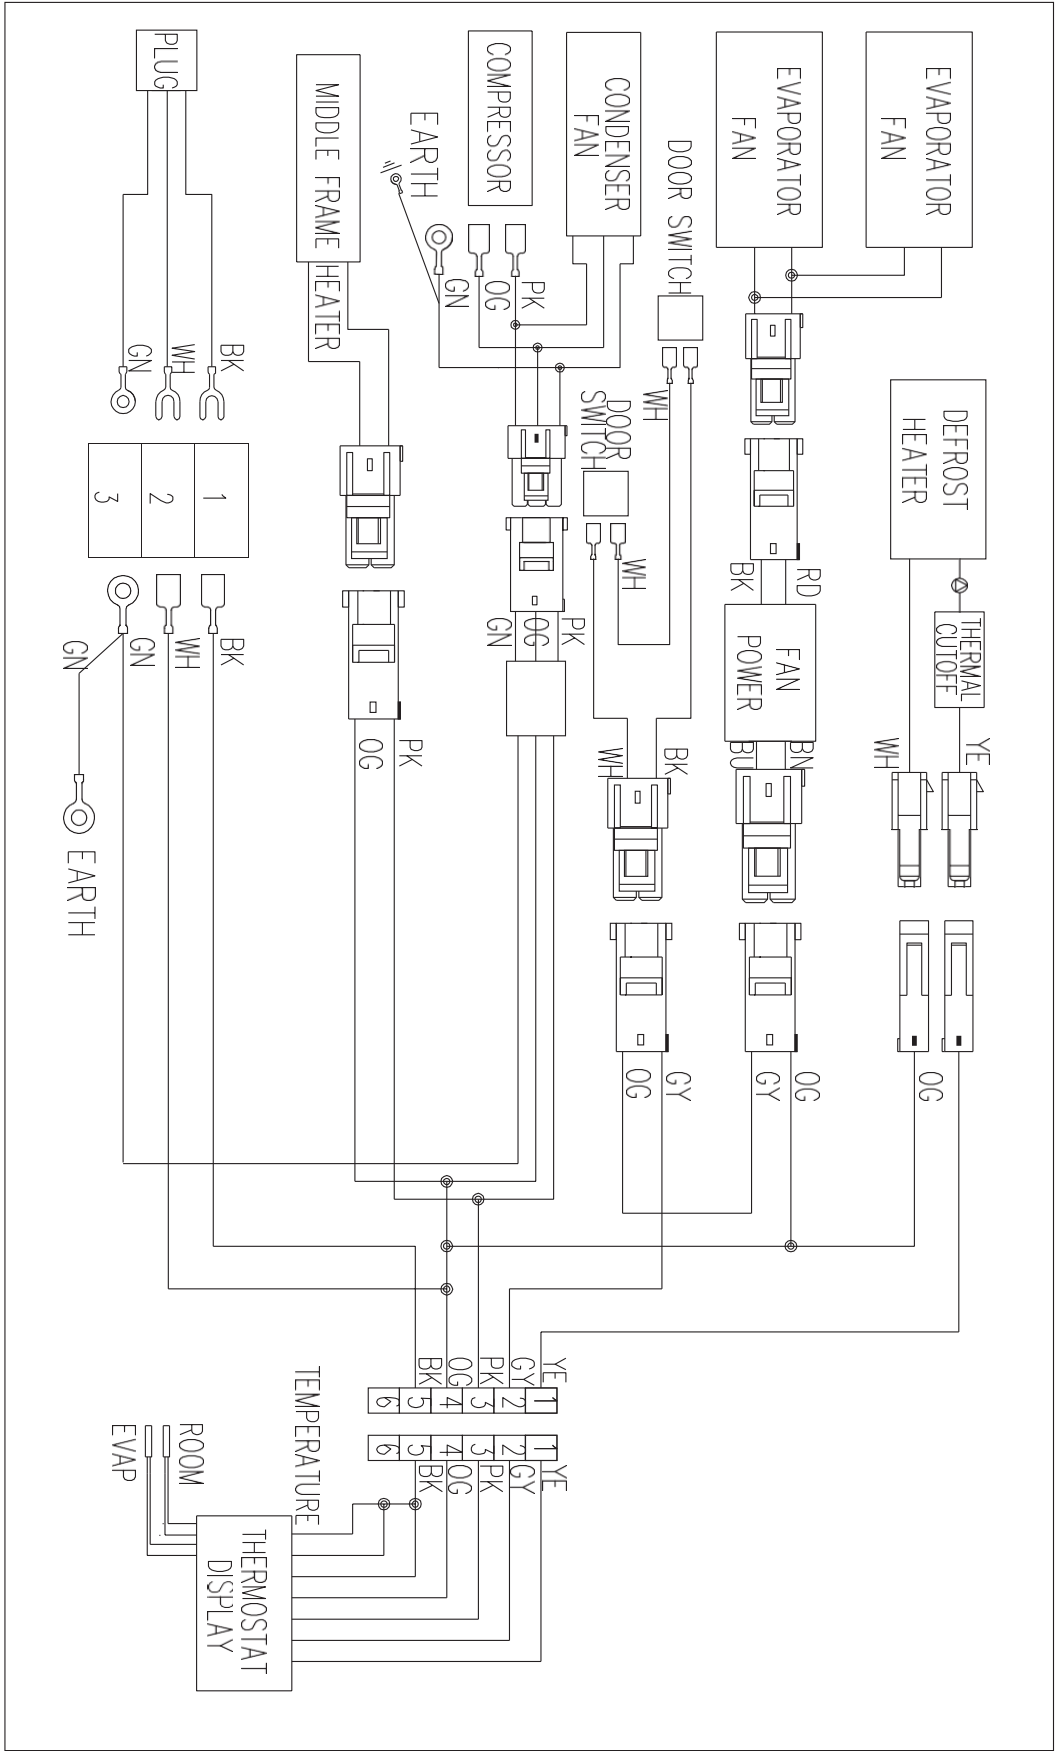 PLUG
GN
WH
BK
3
2
1
GN
WH
BK
GN
EARTH
MIDDLE FRAME HEATER
OG
PK
EARTH
COMPRESSOR
GN
OG
PK
CONDENSER
FAN
GN
OG
PK
DOOR SWITCH
WH
DOOR
SWITCH
WH
WH
BK
OG
GY
EVAPORATOR
FAN
EVAPORATOR
FAN
BK
RD
FAN
POWER
BU
BN
GY
OG
DEFROST
HEATER
THERMAL
CUTOFF
WH
YE
OG
BK
OG
PK
GY
YE
6
5
4
3
2
1
6
5
4
3
2
1
BK
OG
PK
GY
YE
TEMPERATURE
ROOM
EVAP
THERMOSTAT
DISPLAY